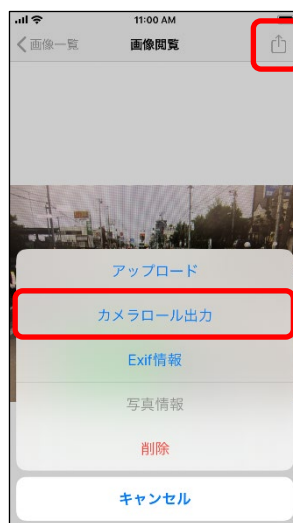 11:00 AM
画像一覧
画像閲覧
アップロード
カメラロール出力
Exif情報
写真情報
削除
キャンセル